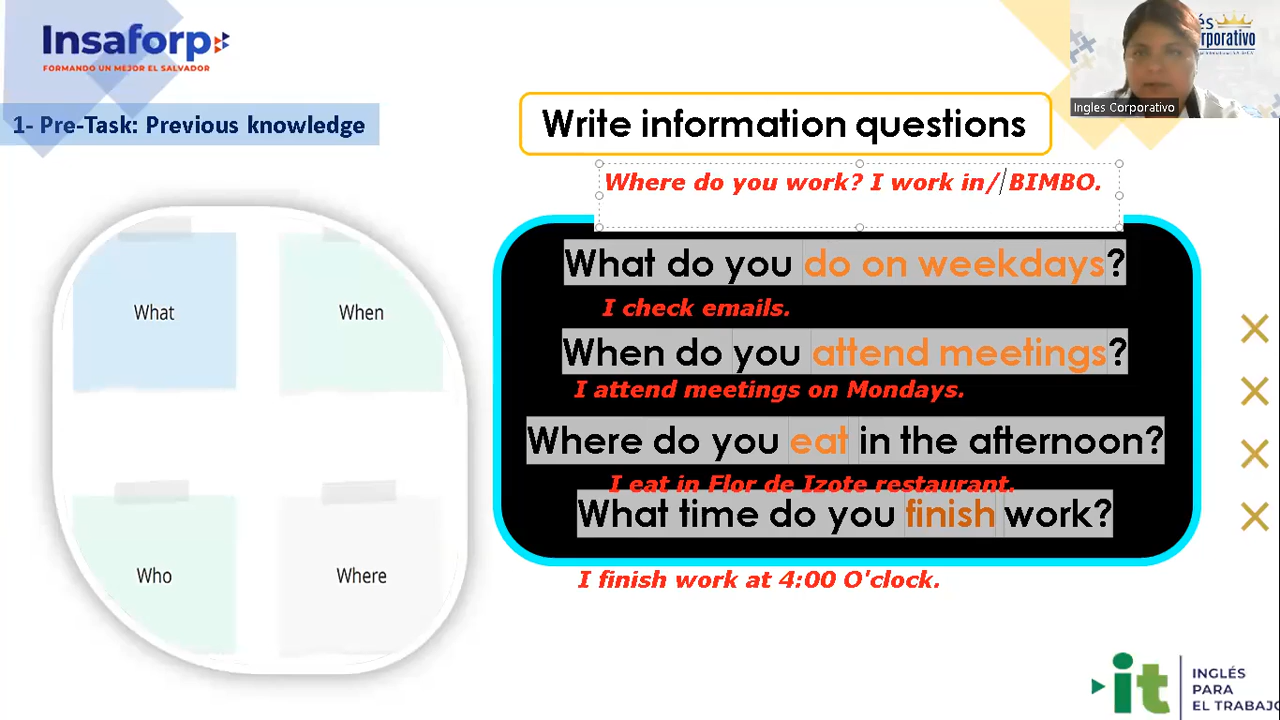 Insaforp
FORMANDO UN MEJOR EL SALVADOR
Ingles Corporativo
1- Pre-Task: Previous knowledge
Write information questions
Where do you work? I work in/ BIMBO.
What do you do on weekdays?
I check emails.
When do you attend meetings?
I attend meetings on Mondays.
Where do you eat in the afternoon?
I eat in Flor de Izote restaurant.
What time do you finish work?
I finish work at 4:00 O'clock.
What
When
Who
Where
it
INGLÉS
PARA
EL TRABAJO